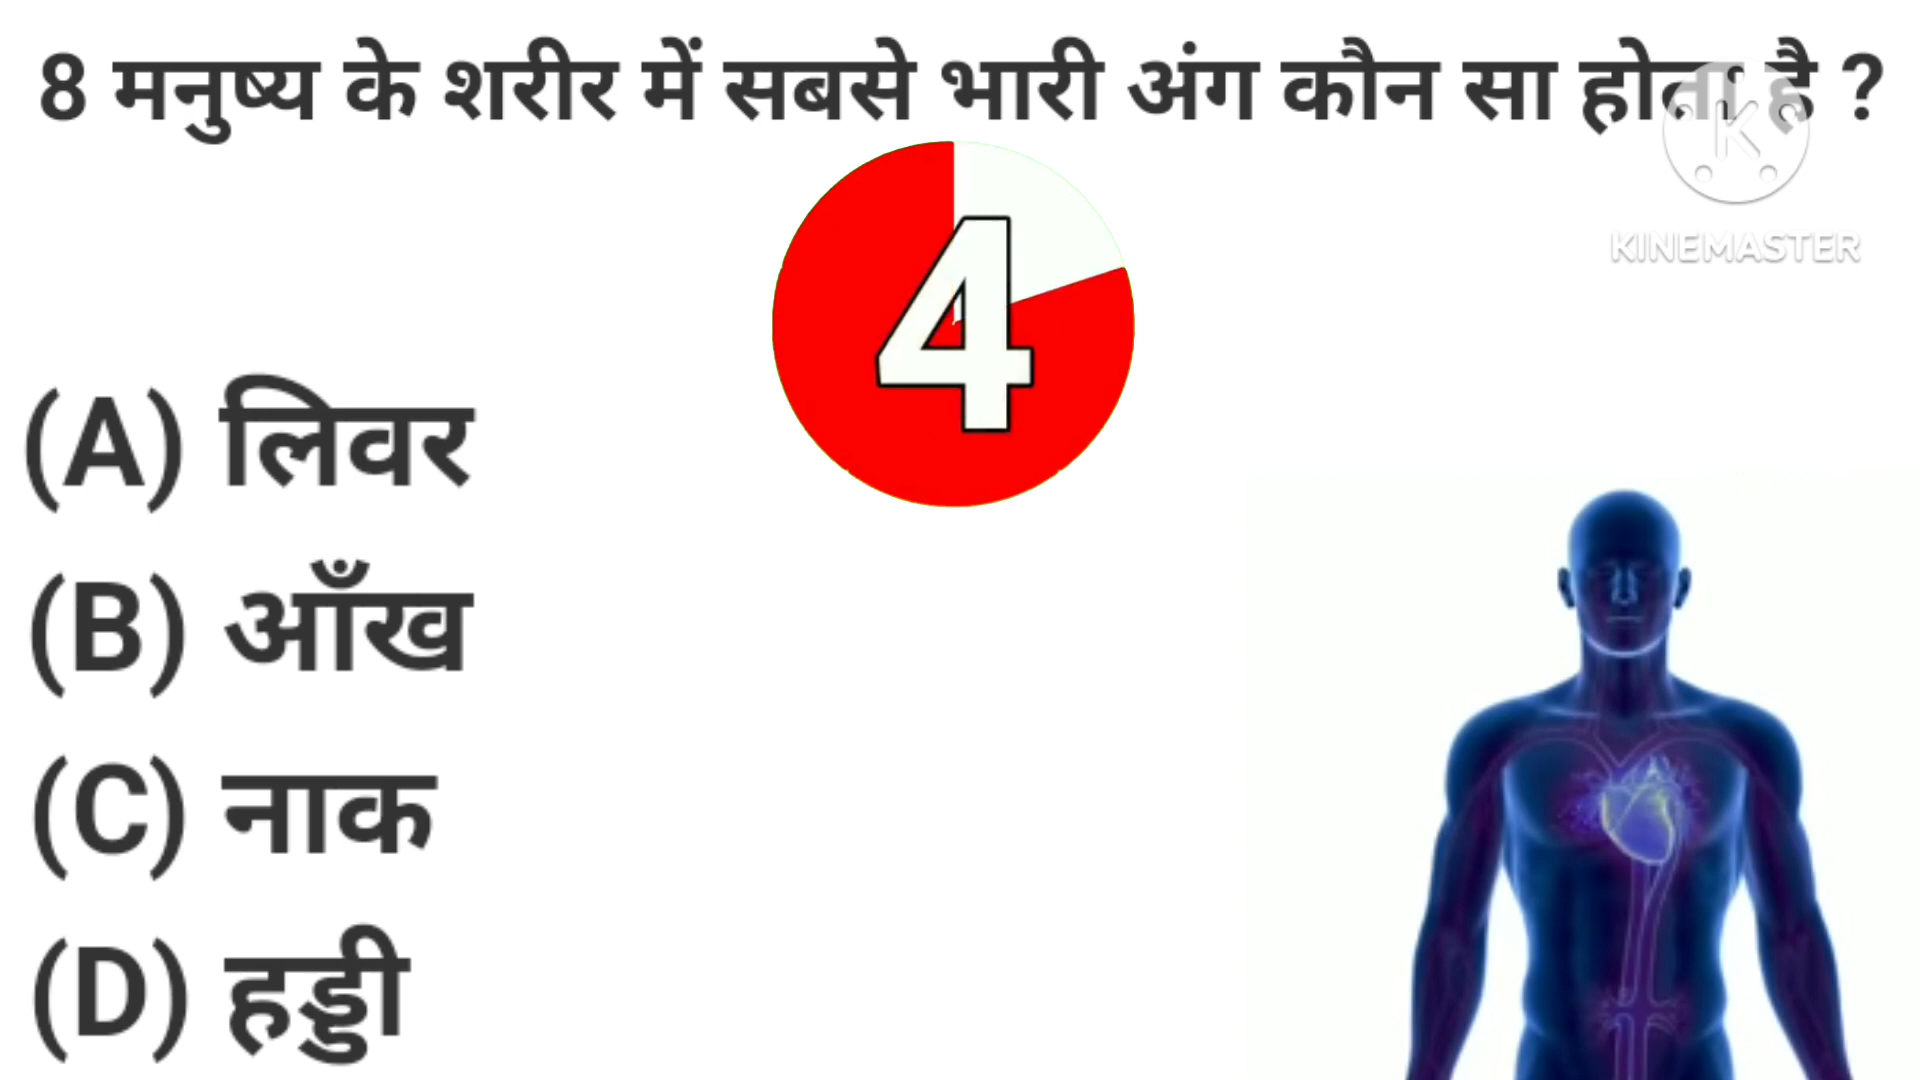 8 मनुष्य के शरीर में सबसे भारी अंग कौन सा होता है ?
4
KINEMASTER
(A) लिवर
(B) आँख
(C) नाक
(D) हड्डी